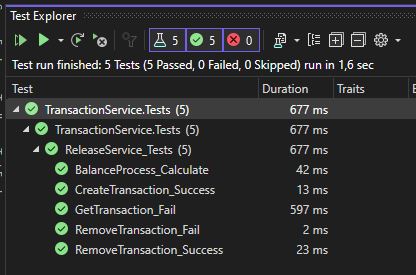 Test Explorer
5 5 0
Test run finished: 5 Tests (5 Passed, 0 Failed, 0 Skipped) run in 1,6 sec
Test Duration Traits
TransactionService.Tests (5) 677 ms
TransactionService.Tests (5) 677 ms
ReleaseService_Tests (5) 677 ms
BalanceProcess_Calculate 42 ms
CreateTransaction_Success 13 ms
GetTransaction_Fail 597 ms
RemoveTransaction_Fail 2 ms
RemoveTransaction_Success 23 ms